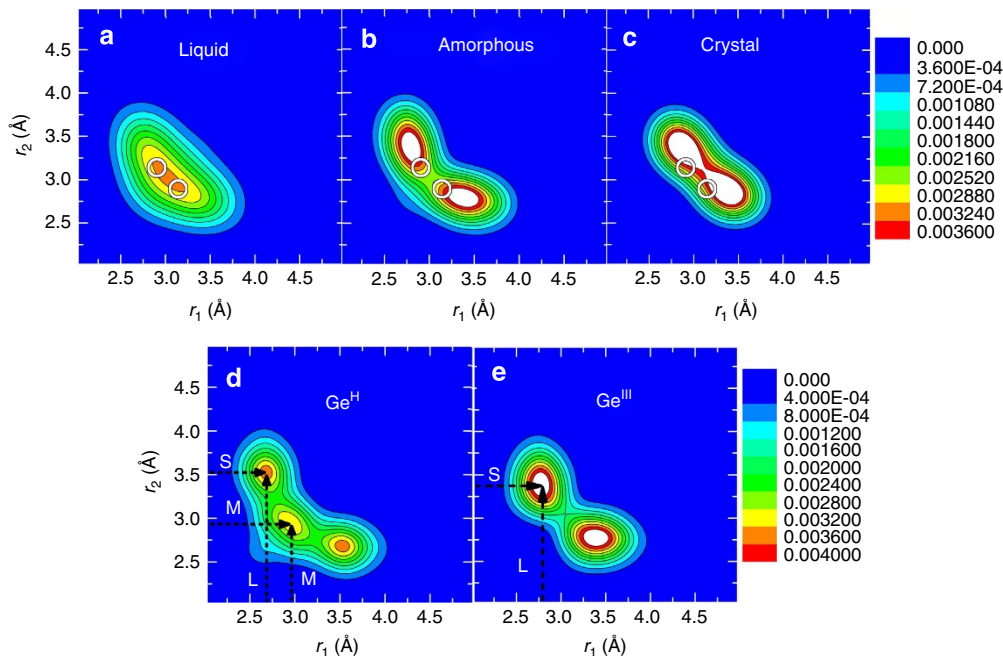 a
Liquid
b
Amorphous
c
Crystal
4.5
4.0
3.5
3.0
2.5
r2 (Å)
2.5 3.0 3.5 4.0 4.5
2.5 3.0 3.5 4.0 4.5
2.5 3.0 3.5 4.0 4.5
r1 (Å)
r1 (Å)
r1 (Å)
0.000
3.600E-04
7.200E-04
0.001080
0.001440
0.001800
0.002160
0.002520
0.002880
0.003240
0.003600
d
GeH
e
GeIII
4.5
4.0
3.5
3.0
2.5
r2 (Å)
S
M
L
M
S
L
2.5 3.0 3.5 4.0 4.5
2.5 3.0 3.5 4.0 4.5
r1 (Å)
r1 (Å)
0.000
4.000E-04
8.000E-04
0.001200
0.001600
0.002000
0.002400
0.002800
0.003200
0.003600
0.004000